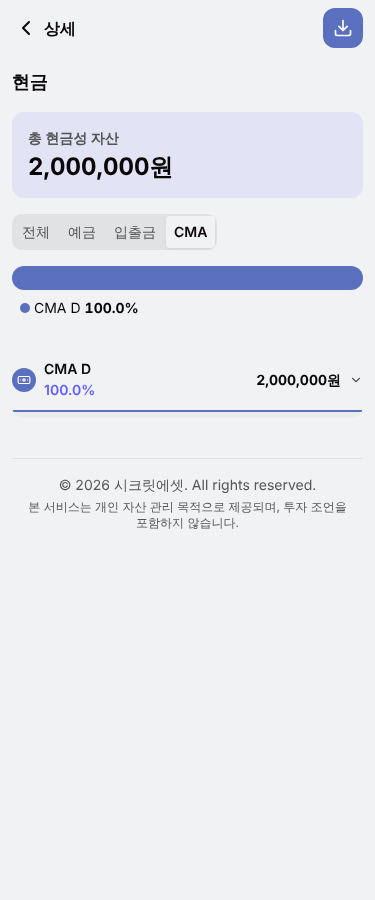 상세
현금
총 현금성 자산
2,000,000원
전체 예금 입출금 CMA
CMA D 100.0%
CMA D
100.0%
2,000,000원
© 2026 시크릿에셋. All rights reserved.
본 서비스는 개인 자산 관리 목적으로 제공되며, 투자 조언을
포함하지 않습니다.